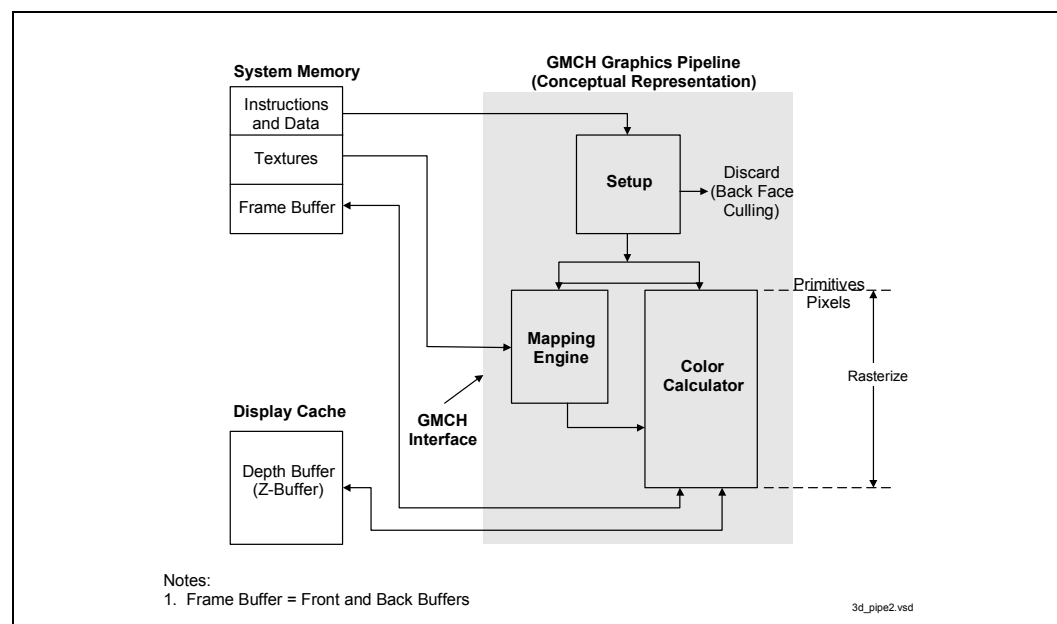 GMCH Graphics Pipeline
(Conceptual Representation)
System Memory
Instructions
and Data
Textures
Frame Buffer
Setup
Discard
(Back Face
Culling)
Primitives
Pixels
Mapping
Engine
Color
Calculator
Rasterize
GMCH
Interface
Display Cache
Depth Buffer
(Z-Buffer)
Notes:
1. Frame Buffer = Front and Back Buffers
3d_pipe2.vsd